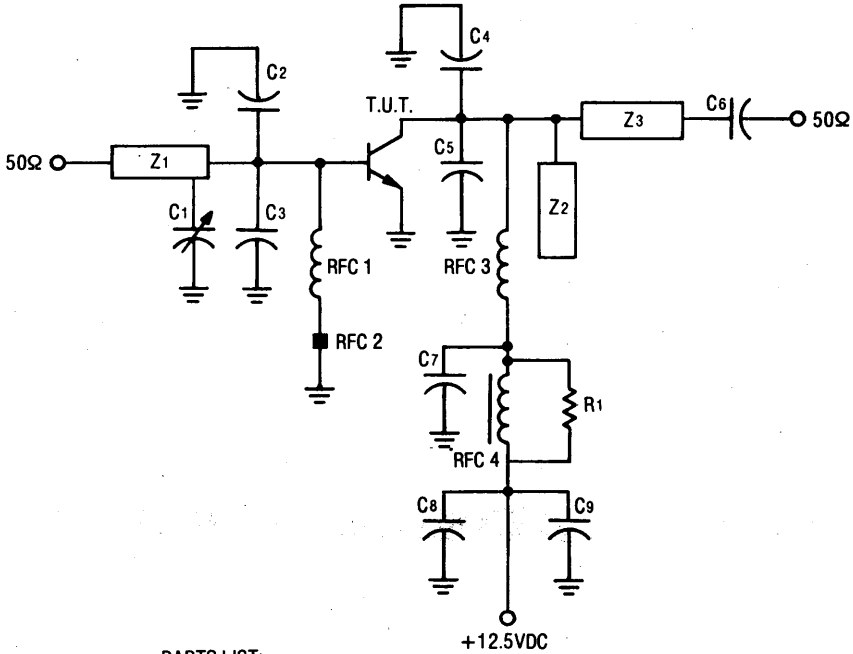 C4
C2
T.U.T.
C6
50Ω
Z3
50Ω
Z1
C5
Z2
C1
C3
RFC 1
RFC 3
RFC 2
C7
R1
RFC 4
C8
C9
+12.5VDC
PARTS LIST: